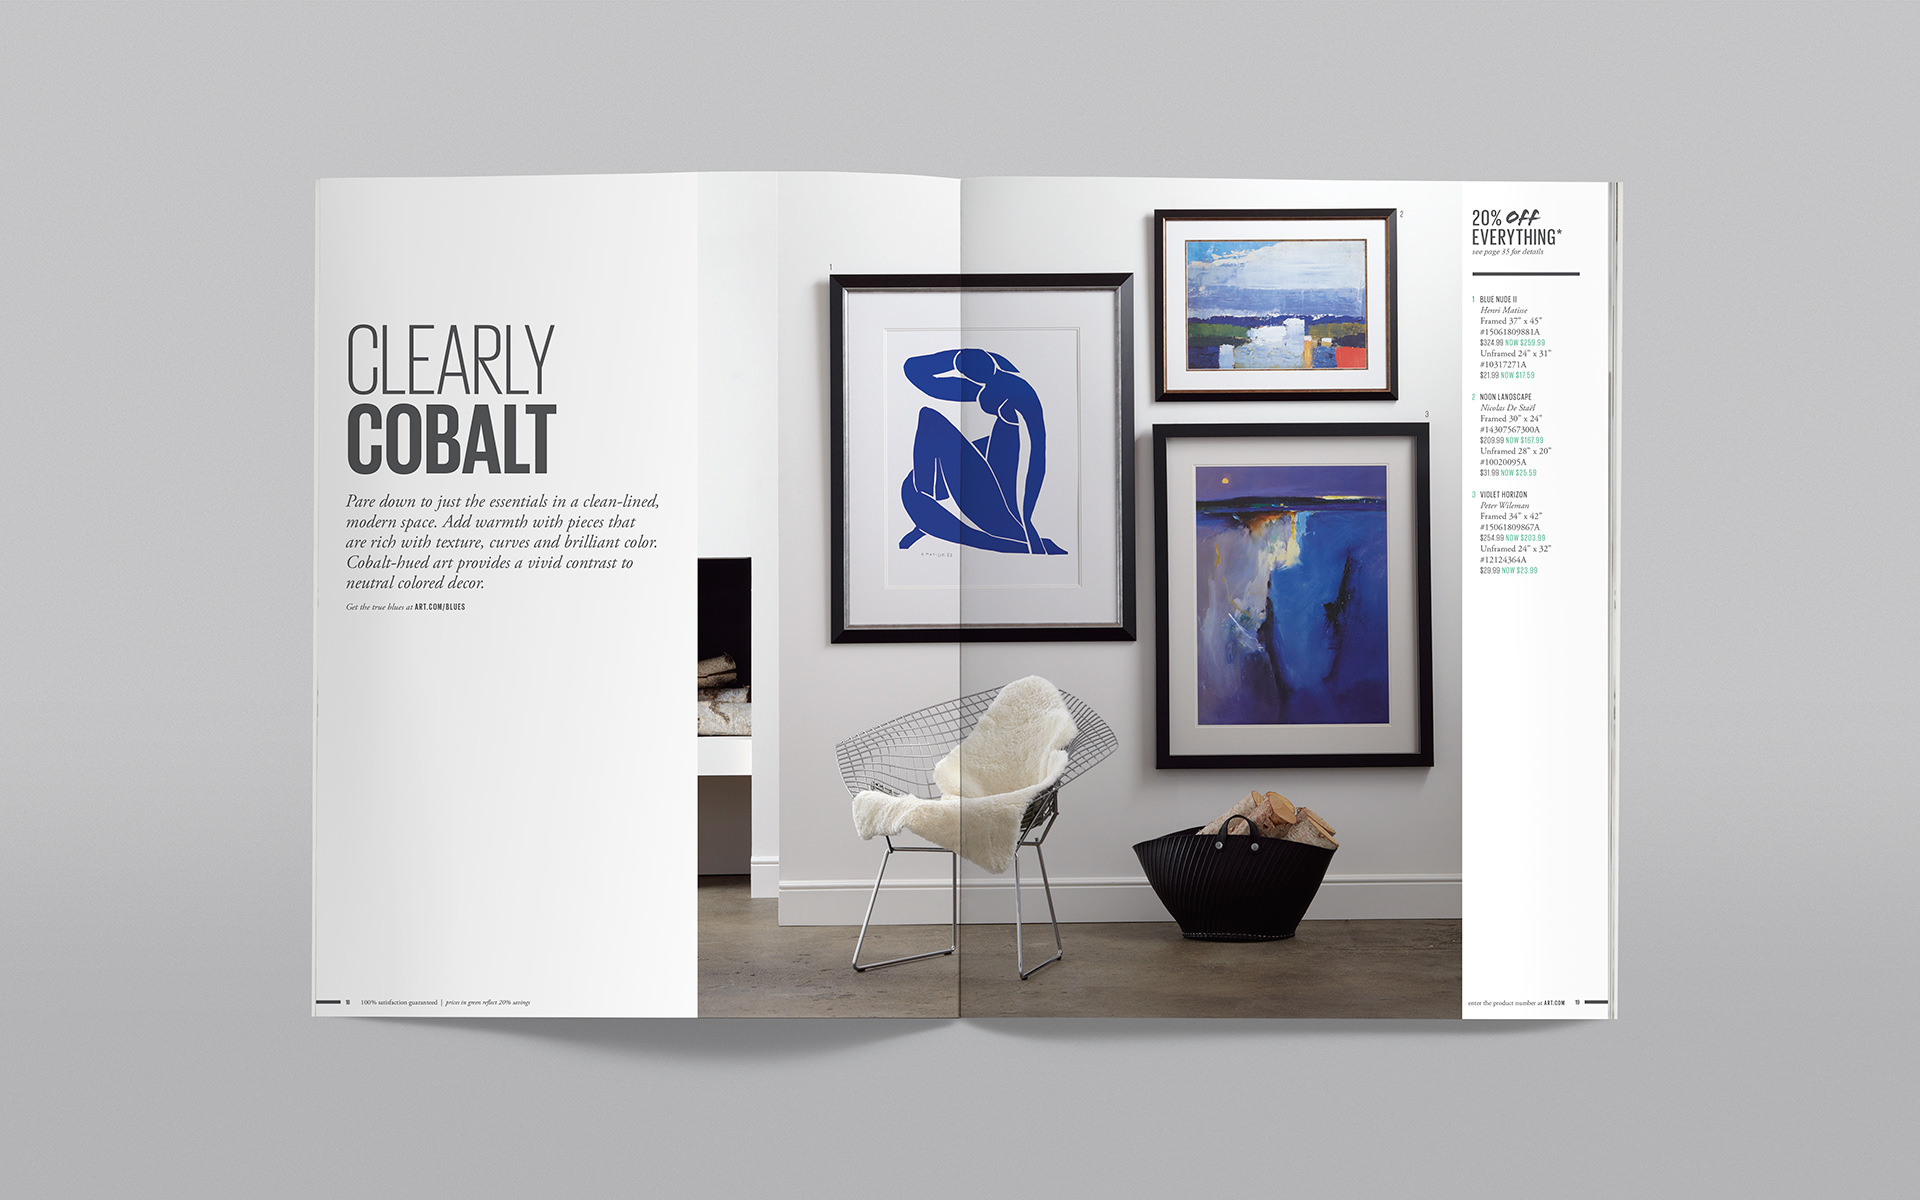 CLEARLY
COBALT
Pare down to just the essentials in a clean-lined,
modern space. Add warmth with pieces that
are rich with texture, curves and brilliant color.
Cobalt-hued art provides a vivid contrast to
neutral colored decor.
Get the true blues at ART.COM/BLUES
18 100% satisfaction guaranteed | prices in green reflect 20% savings
1
2
3
20% off
EVERYTHING*
see page 35 for details
1 BLUE NUDE II
Henri Matisse
Framed 37" x 45"
#15061809881A
$324.99 NOW $259.99
Unframed 24" x 31"
#10317271A
$21.99 NOW $17.59
2 NOON LANDSCAPE
Nicolas De Staël
Framed 30" x 24"
#14307567300A
$209.99 NOW $167.99
Unframed 28" x 20"
#10020095A
$31.99 NOW $25.59
3 VIOLET HORIZON
Peter Wileman
Framed 34" x 42"
#15061809867A
$254.99 NOW $203.99
Unframed 24" x 32"
#12124364A
$29.99 NOW $23.99
enter the product number at ART.COM 19